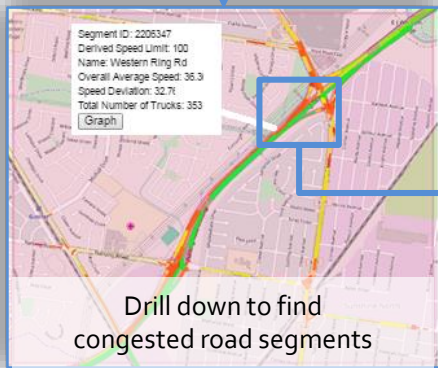 Segment ID: 2206347
Derived Speed Limit: 100
Name: Western Ring Rd
Overall Average Speed: 36.3
Speed Deviation: 32.7
Total Number of Trucks: 353
Graph
Drill down to find
congested road segments